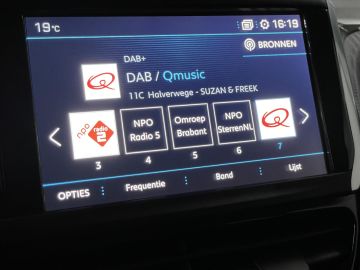 19°C 16:19
BRONNEN
DAB+
DAB / Qmusic
11C Halverwege - SUZAN & FREEK
npo radio 2
NPO Radio 5
Omroep Brabant
NPO SterrenNL
3 4 5 6 7
OPTIES Frequentie Band Lijst